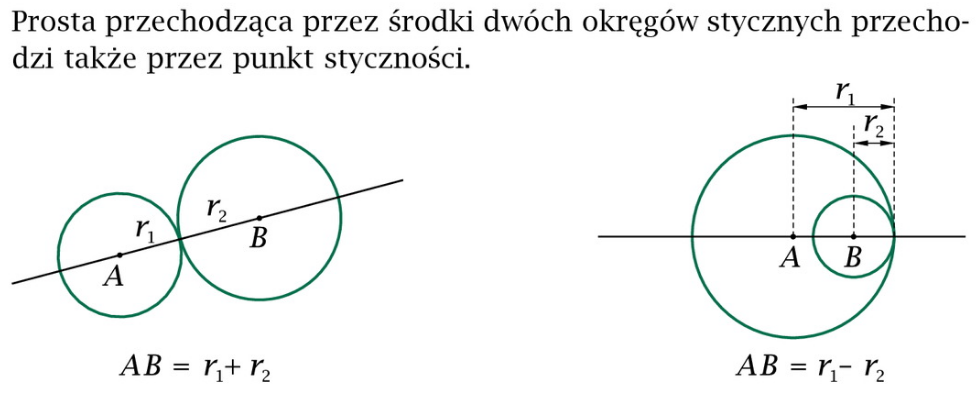 Prosta przechodząca przez środki dwóch okręgów stycznych przecho-
dzi także przez punkt styczności.
r₁
r₂
r₁
r₂
B
A
A
B
AB = r₁+ r₂
AB = r₁– r₂